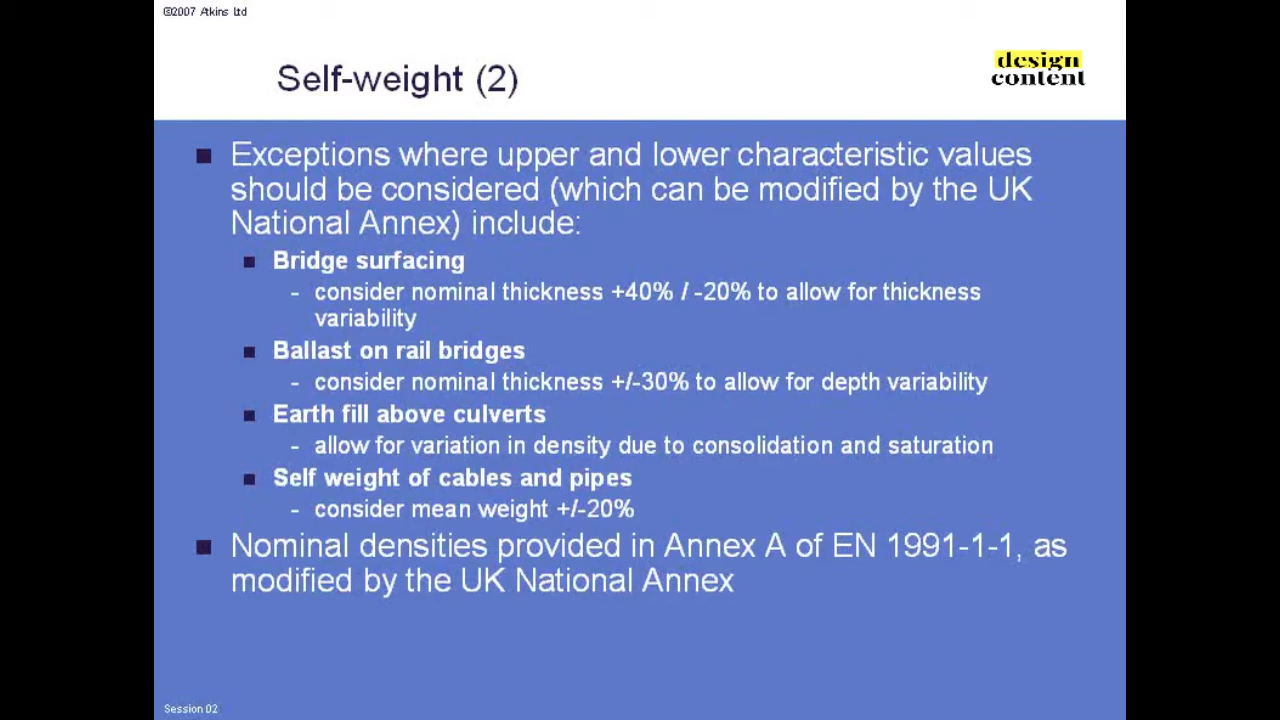 ©2007 Atkins Ltd
Self-weight (2)
design
content
Exceptions where upper and lower characteristic values
should be considered (which can be modified by the UK
National Annex) include:
Bridge surfacing
- consider nominal thickness +40% / -20% to allow for thickness
variability
Ballast on rail bridges
- consider nominal thickness +/-30% to allow for depth variability
Earth fill above culverts
- allow for variation in density due to consolidation and saturation
Self weight of cables and pipes
- consider mean weight +/-20%
Nominal densities provided in Annex A of EN 1991-1-1, as
modified by the UK National Annex
Session 02